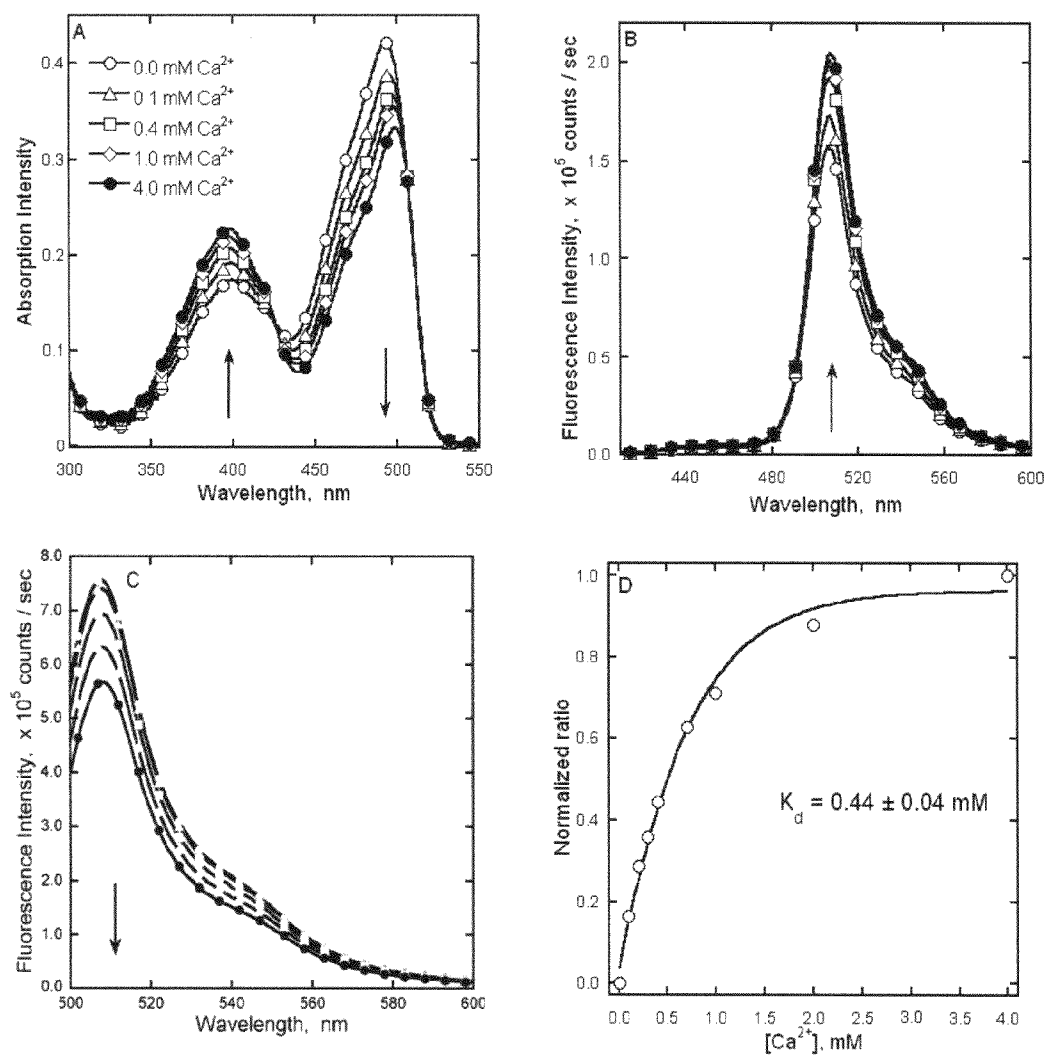 A
0.0 mM Ca²⁺
0 1 mM Ca²⁺
0.4 mM Ca²⁺
1.0 mM Ca²⁺
4.0 mM Ca²⁺
0.4
0.3
0.2
0.1
0
Absorption Intensity
300 350 400 450 500 550
Wavelength, nm
B
2.0
1.5
1.0
0.5
0.0
Fluorescence Intensity, x 10⁵ counts / sec
440 480 520 560 600
Wavelength, nm
C
8.0
7.0
6.0
5.0
4.0
3.0
2.0
1.0
0.0
Fluorescence Intensity, x 10⁵ counts / sec
500 520 540 560 580 600
Wavelength, nm
D
1.0
0.8
0.6
0.4
0.2
0.0
Normalized ratio
K_d = 0.44 ± 0.04 mM
0.0 0.5 1.0 1.5 2.0 2.5 3.0 3.5 4.0
[Ca²⁺], mM